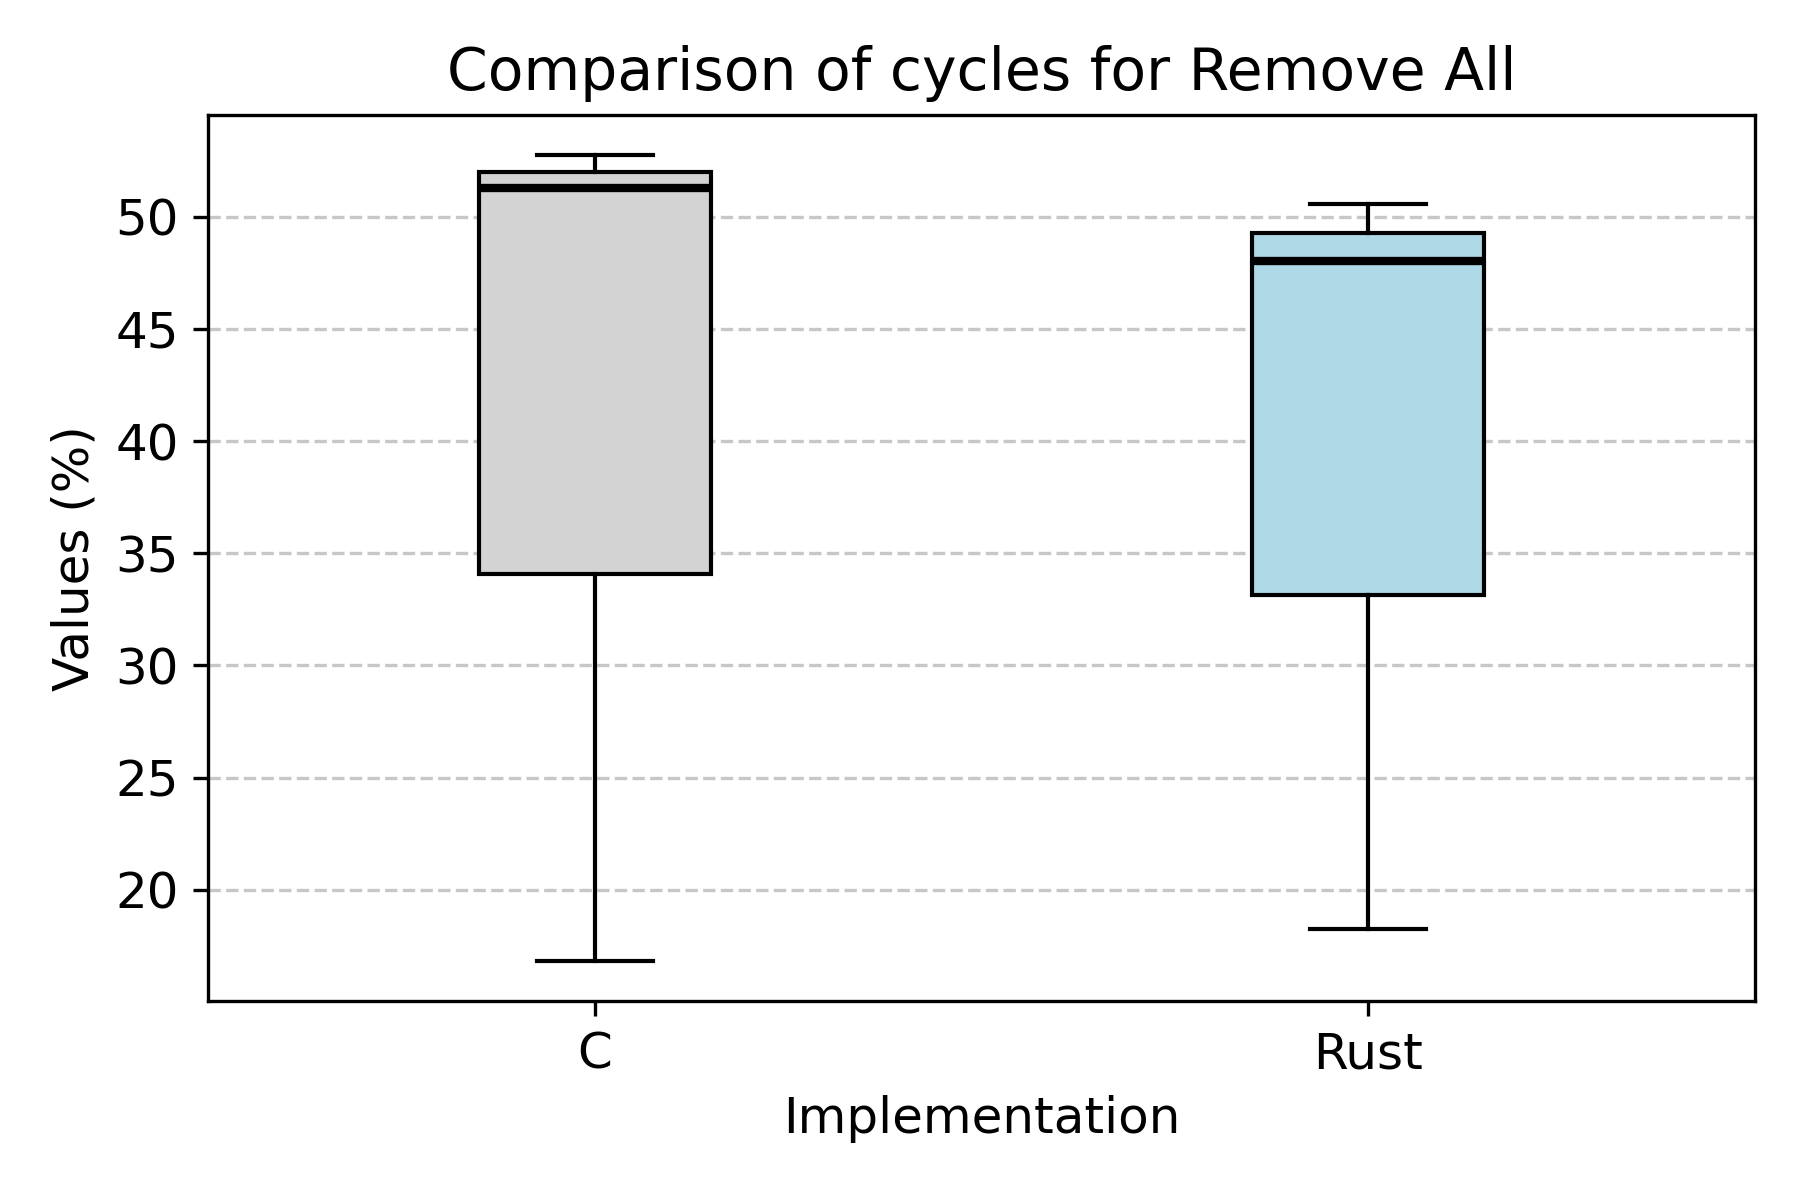 Comparison of cycles for Remove All
Values (%)
50
45
40
35
30
25
20
C
Rust
Implementation